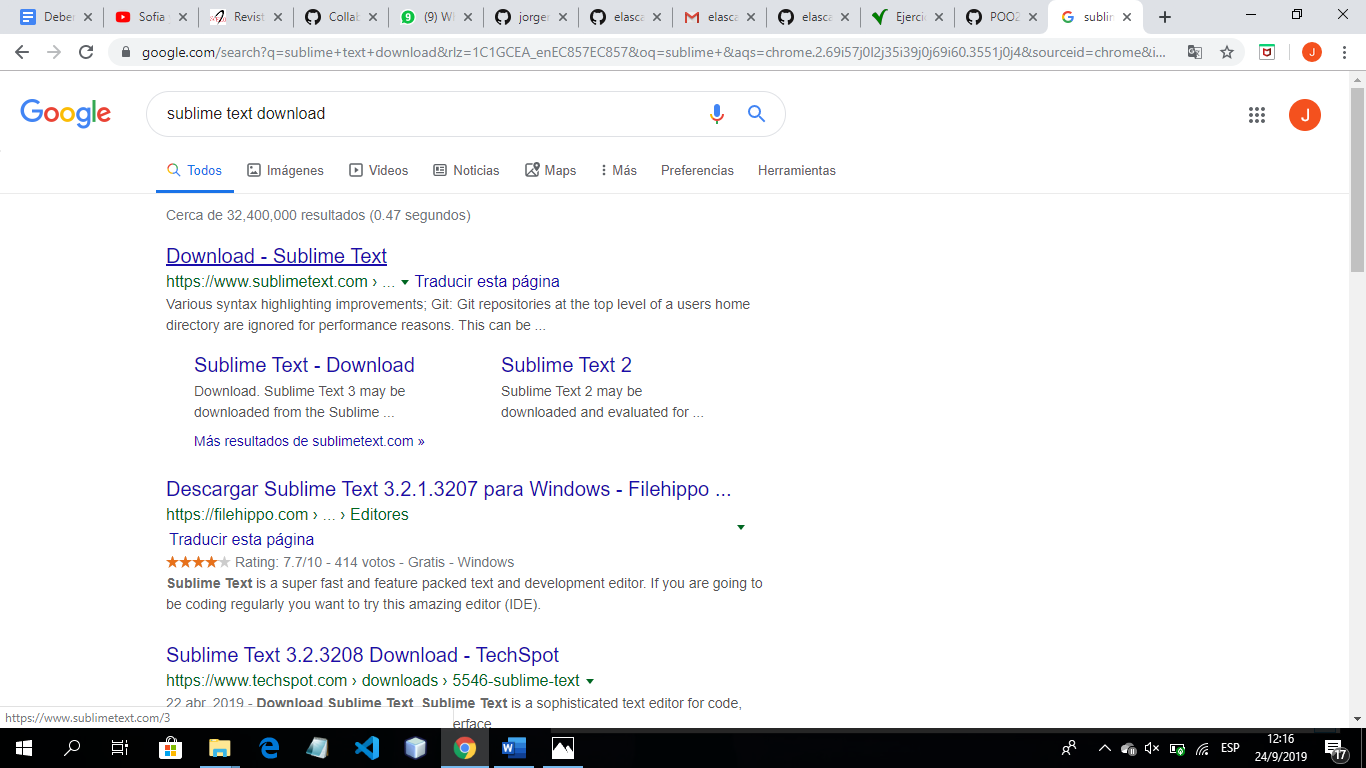 Deber Sofia Revist Collab (9) W jorger elasca elasca elasca Ejercic POO2 sublin
google.com/search?q=sublime+text+download&rlz=1C1GCEA_enEC857EC857&oq=sublime+&aqs=chrome.2.69i57j0l2j35i39j0j69i60.3551j0j4&sourceid=chrome&i... J
Google sublime text download J
Todos Imágenes Videos Noticias Maps Más Preferencias Herramientas
Cerca de 32,400,000 resultados (0.47 segundos)
Download - Sublime Text
https://www.sublimetext.com › ... Traducir esta página
Various syntax highlighting improvements; Git: Git repositories at the top level of a users home
directory are ignored for performance reasons. This can be ...
Sublime Text - Download
Download. Sublime Text 3 may be
downloaded from the Sublime ...
Sublime Text 2
Sublime Text 2 may be
downloaded and evaluated for ...
Más resultados de sublimetext.com »
Descargar Sublime Text 3.2.1.3207 para Windows - Filehippo ...
https://filehippo.com › ... › Editores
Traducir esta página
Rating: 7.7/10 - 414 votos - Gratis - Windows
Sublime Text is a super fast and feature packed text and development editor. If you are going to
be coding regularly you want to try this amazing editor (IDE).
Sublime Text 3.2.3208 Download - TechSpot
https://www.techspot.com › downloads › 5546-sublime-text
22 abr. 2019 - Download Sublime Text. Sublime Text is a sophisticated text editor for code,
erface
https://www.sublimetext.com/3
ESP
12:16
24/9/2019
17